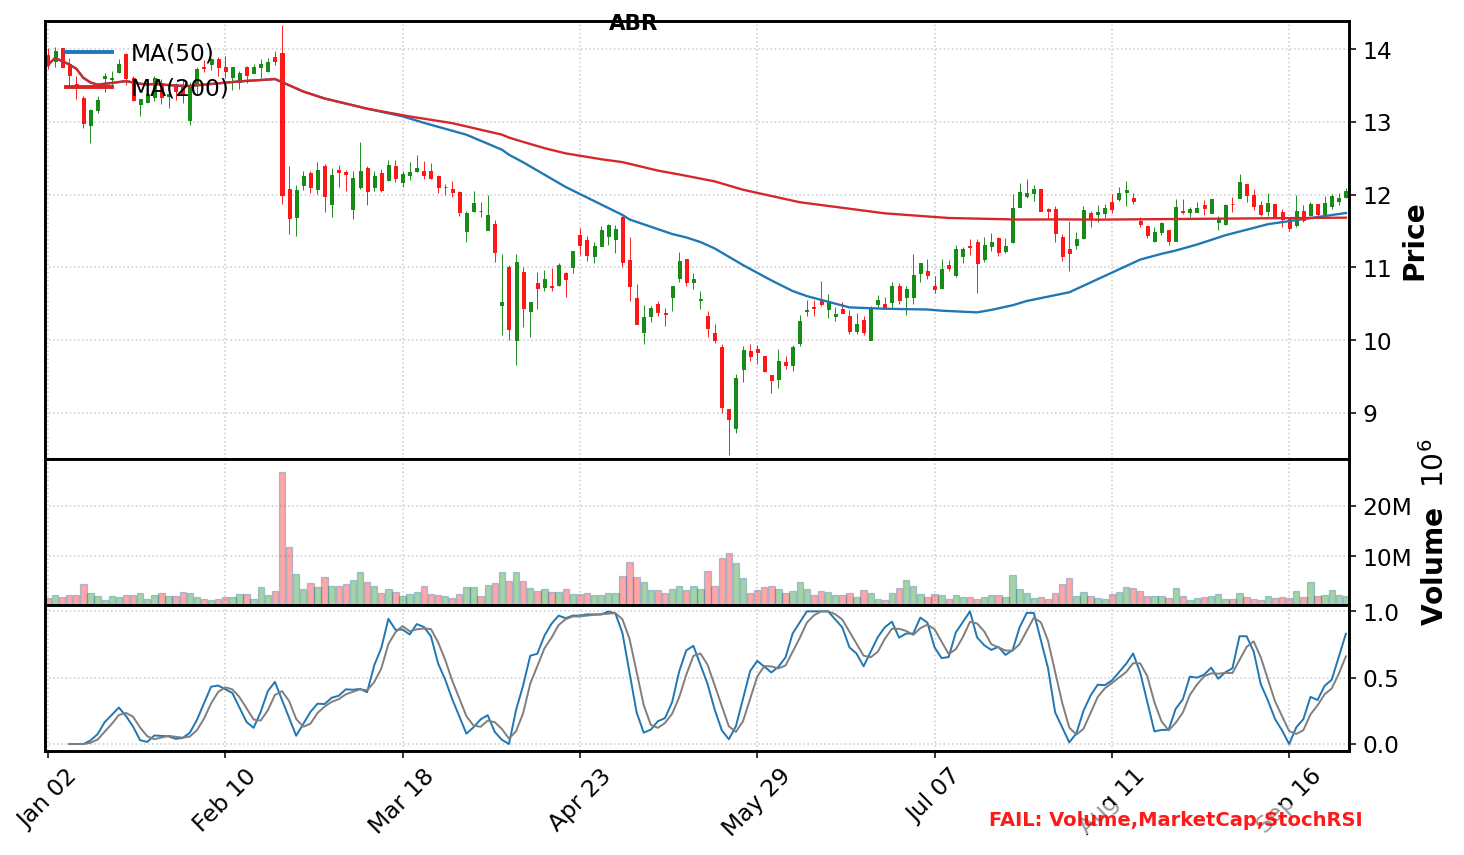 ABR
MA(50)
MA(200)
14
13
12
11
10
9
Price
20M
10M
Volume 10^6
1.0
0.5
0.0
Jan 02
Feb 10
Mar 18
Apr 23
May 29
Jul 07
Aug 11
Sep 16
FAIL: Volume,MarketCap,StochRSI